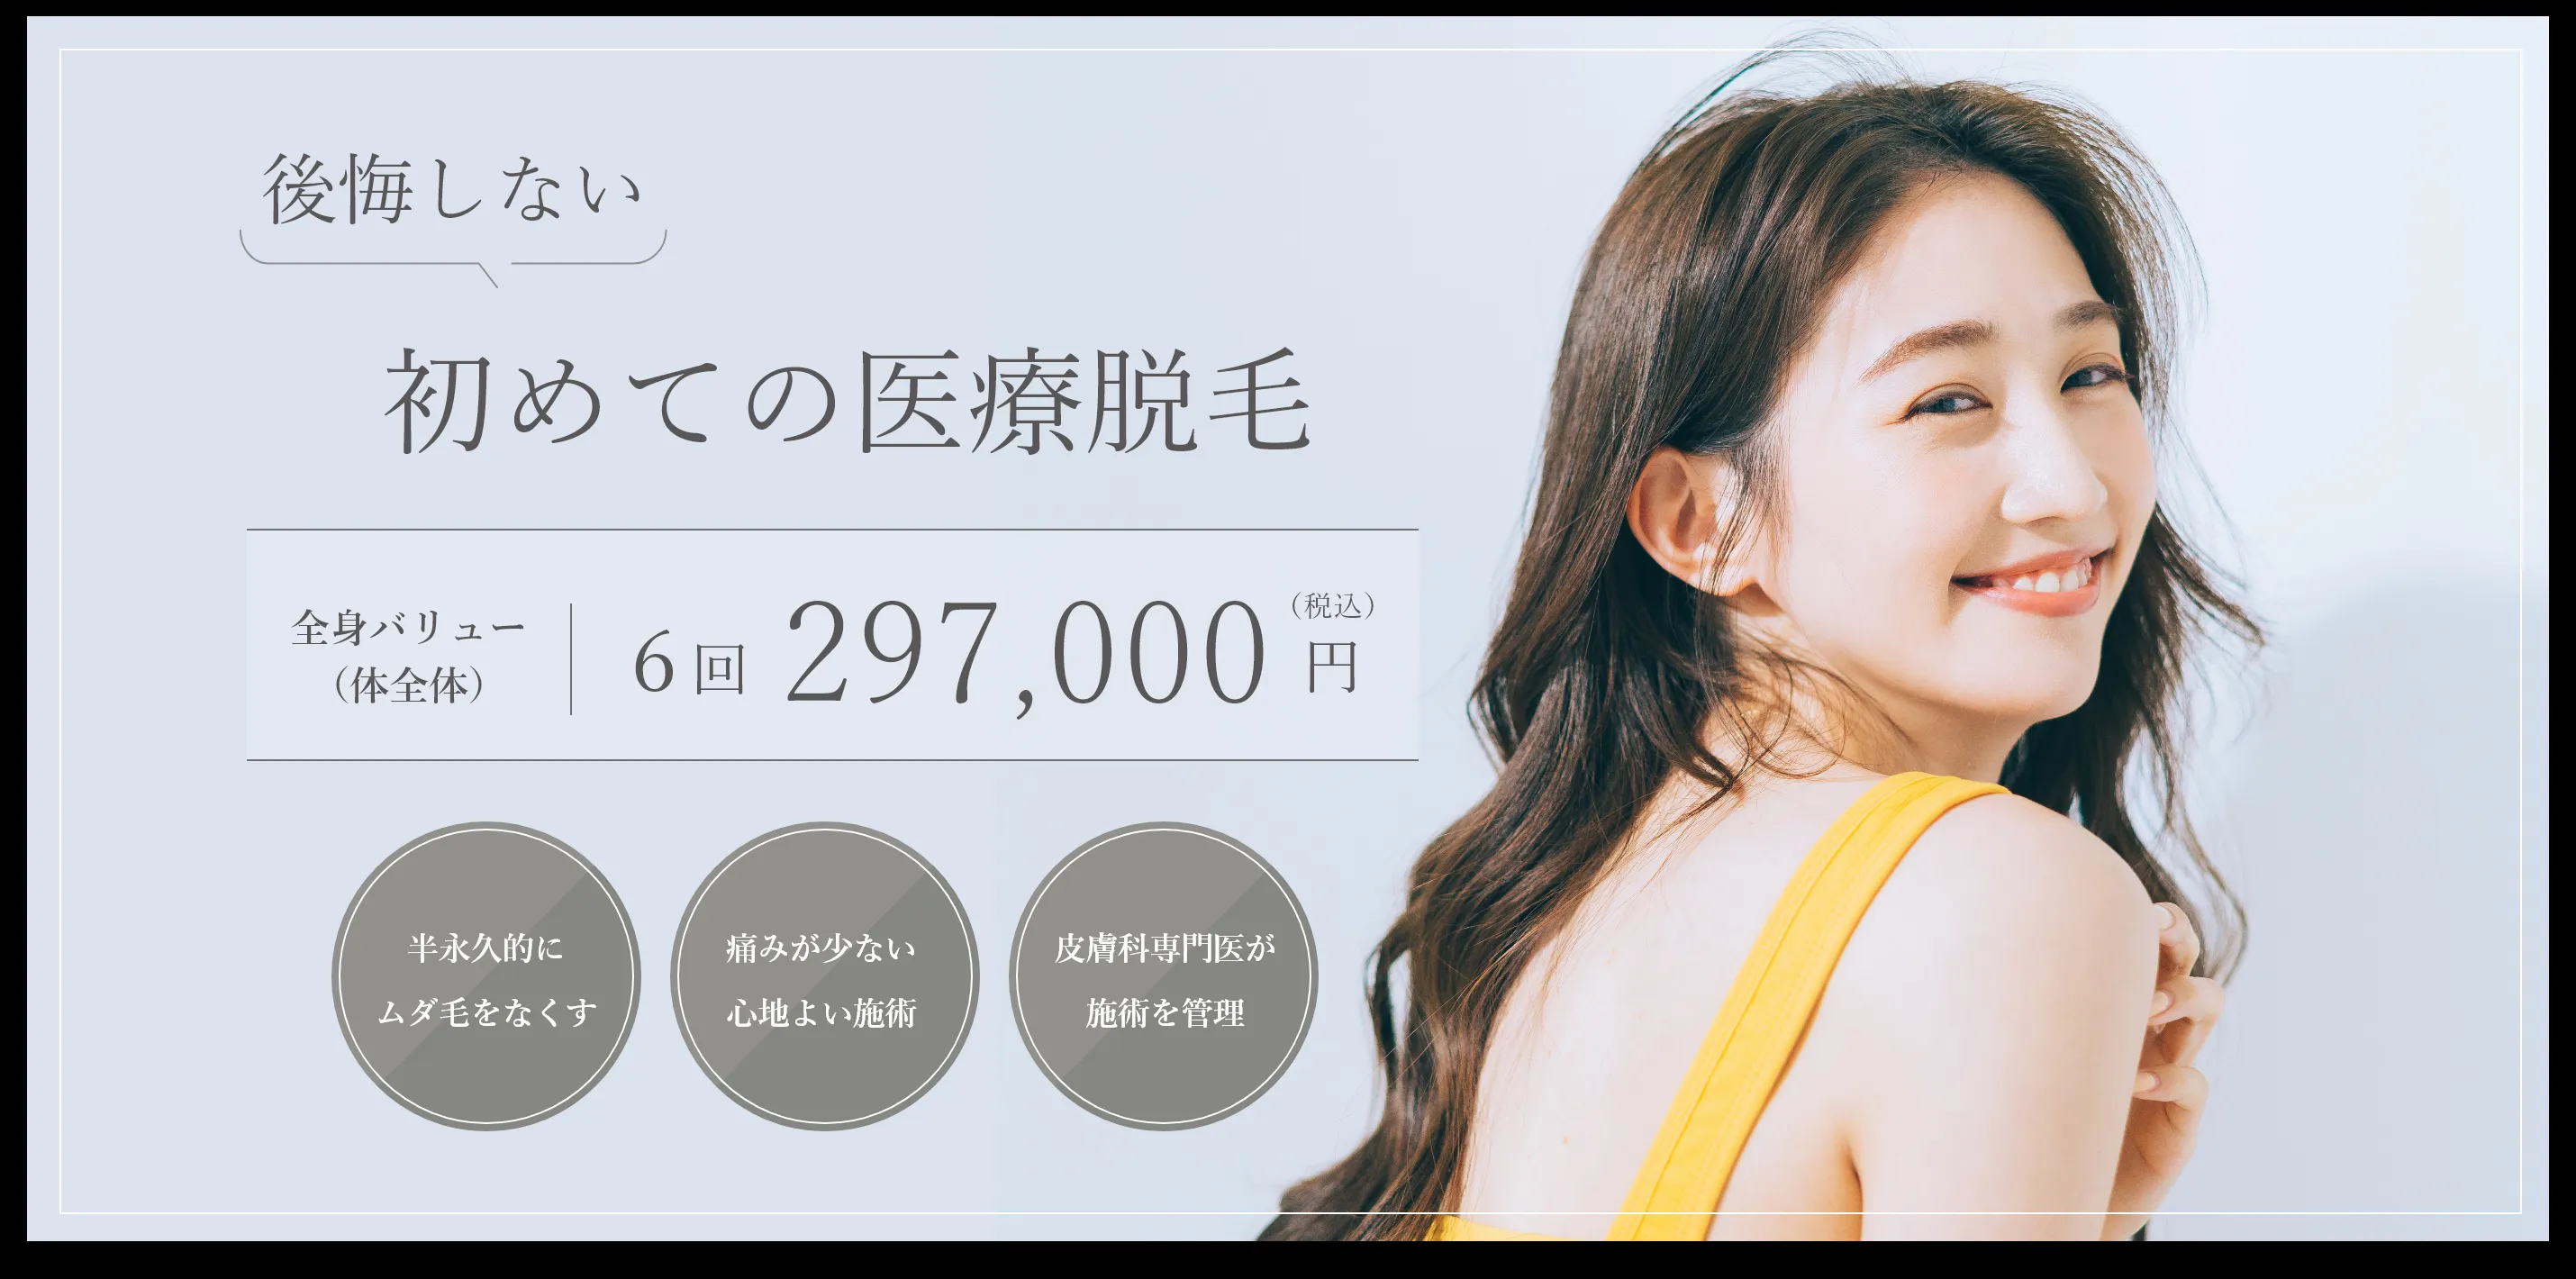 後悔しない
初めての医療脱毛
全身バリュー
（体全体）
6回 297,000円（税込）
半永久的に
ムダ毛をなくす
痛みが少ない
心地よい施術
皮膚科専門医が
施術を管理